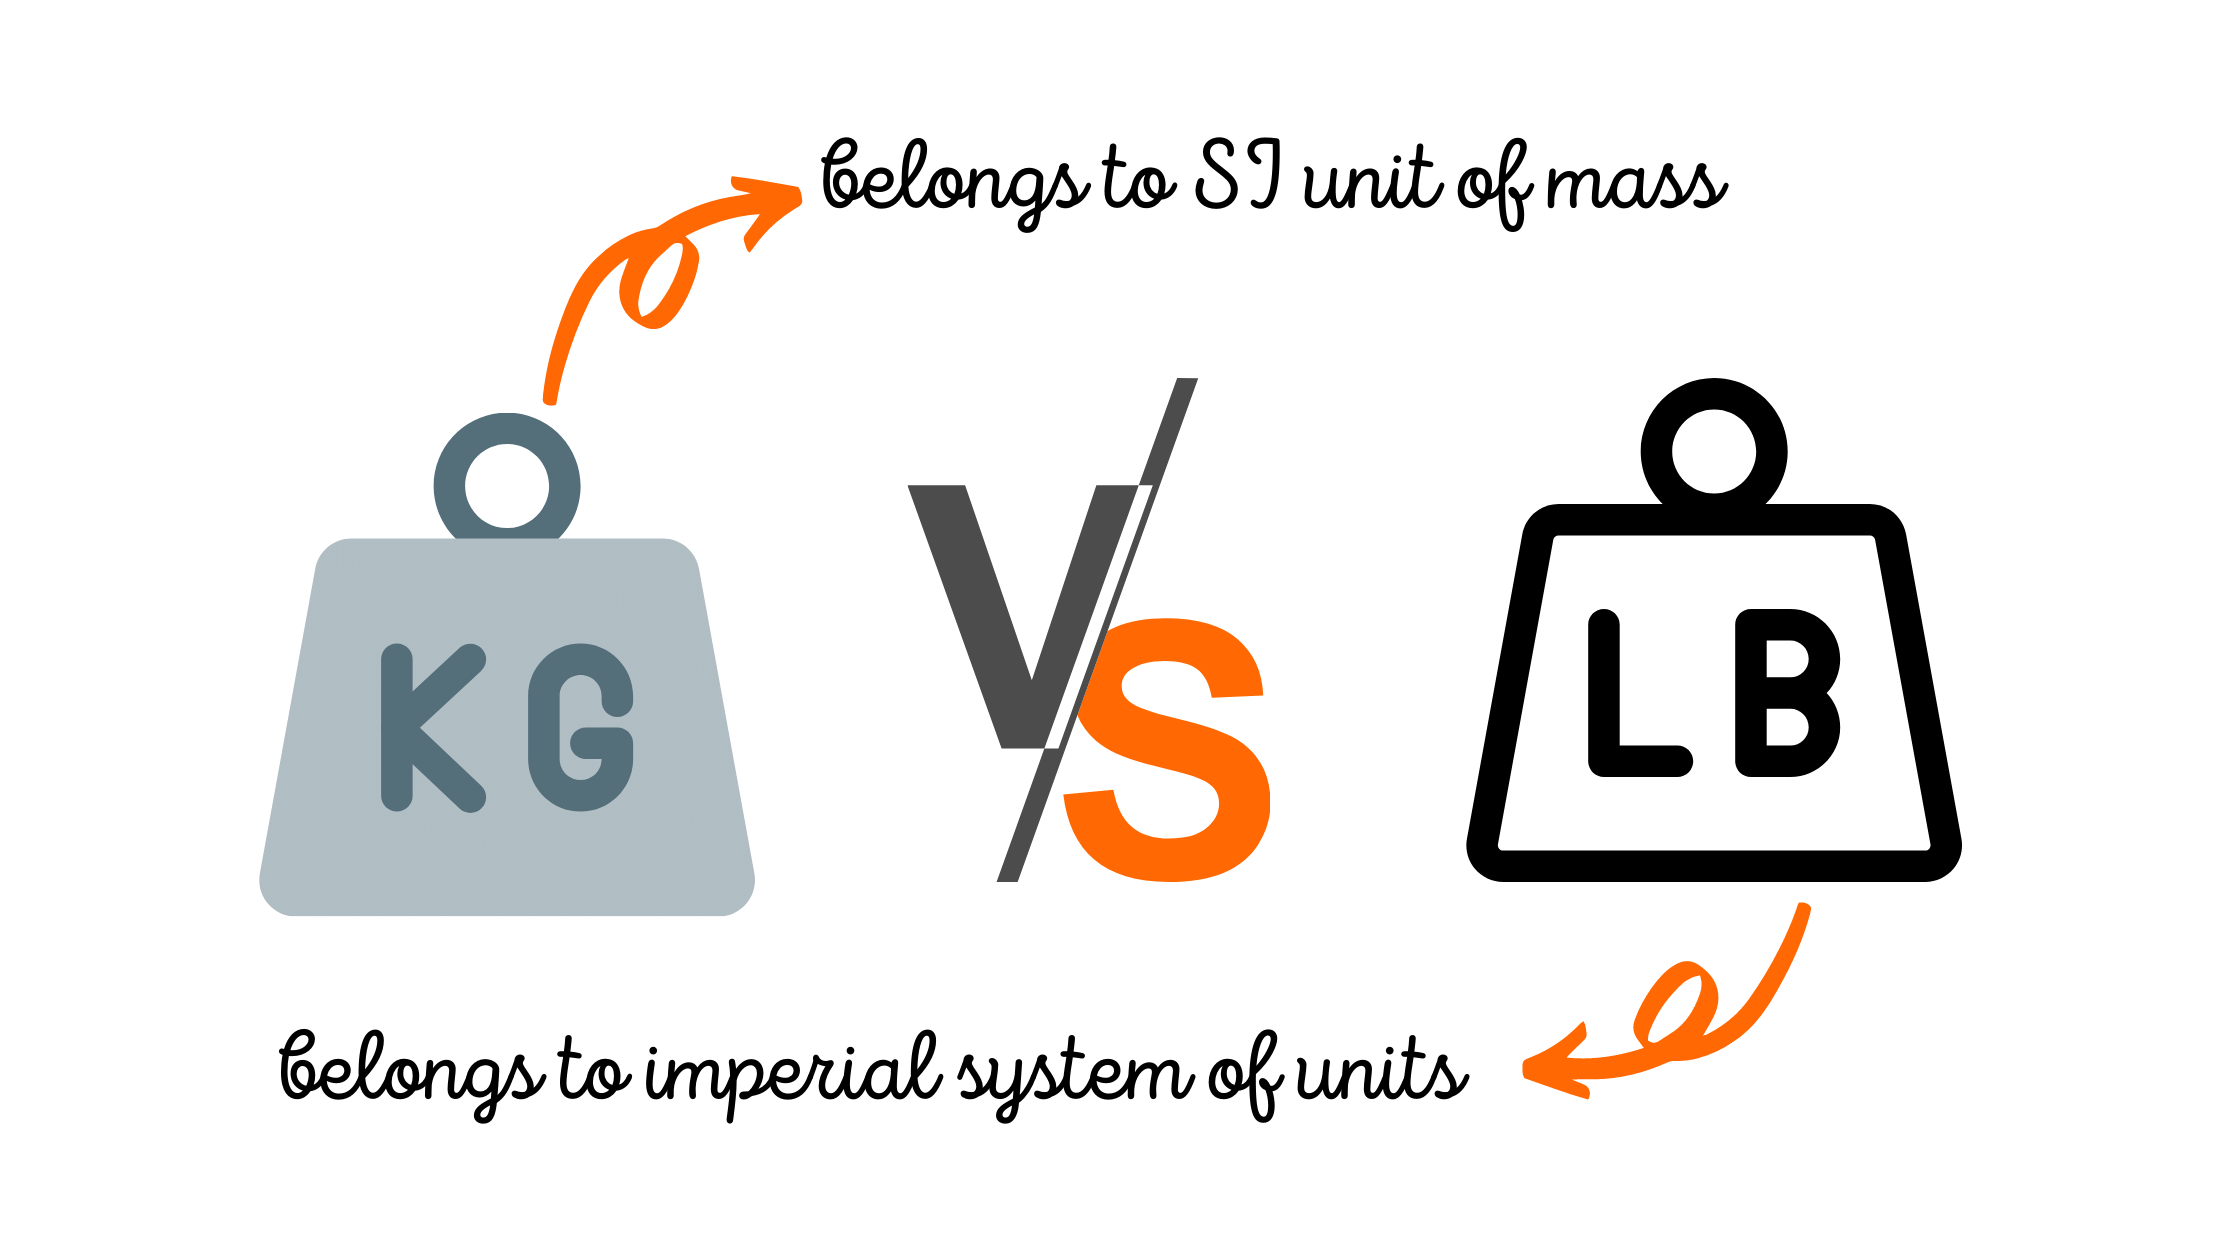 belongs to SI unit of mass
KG
VS
LB
belongs to imperial system of units